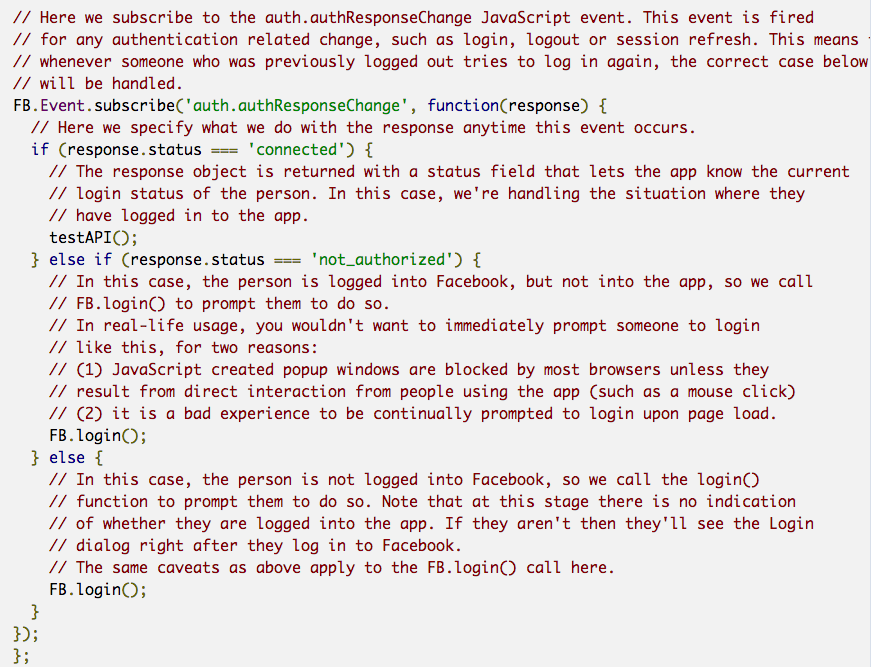 // Here we subscribe to the auth.authResponseChange JavaScript event. This event is fired
// for any authentication related change, such as login, logout or session refresh. This means
// whenever someone who was previously logged out tries to log in again, the correct case below
// will be handled.
FB.Event.subscribe('auth.authResponseChange', function(response) {
  // Here we specify what we do with the response anytime this event occurs.
  if (response.status === 'connected') {
    // The response object is returned with a status field that lets the app know the current
    // login status of the person. In this case, we're handling the situation where they
    // have logged in to the app.
    testAPI();
  } else if (response.status === 'not_authorized') {
    // In this case, the person is logged into Facebook, but not into the app, so we call
    // FB.login() to prompt them to do so.
    // In real-life usage, you wouldn't want to immediately prompt someone to login
    // like this, for two reasons:
    // (1) JavaScript created popup windows are blocked by most browsers unless they
    // result from direct interaction from people using the app (such as a mouse click)
    // (2) it is a bad experience to be continually prompted to login upon page load.
    FB.login();
  } else {
    // In this case, the person is not logged into Facebook, so we call the login()
    // function to prompt them to do so. Note that at this stage there is no indication
    // of whether they are logged into the app. If they aren't then they'll see the Login
    // dialog right after they log in to Facebook.
    // The same caveats as above apply to the FB.login() call here.
    FB.login();
  }
});
};